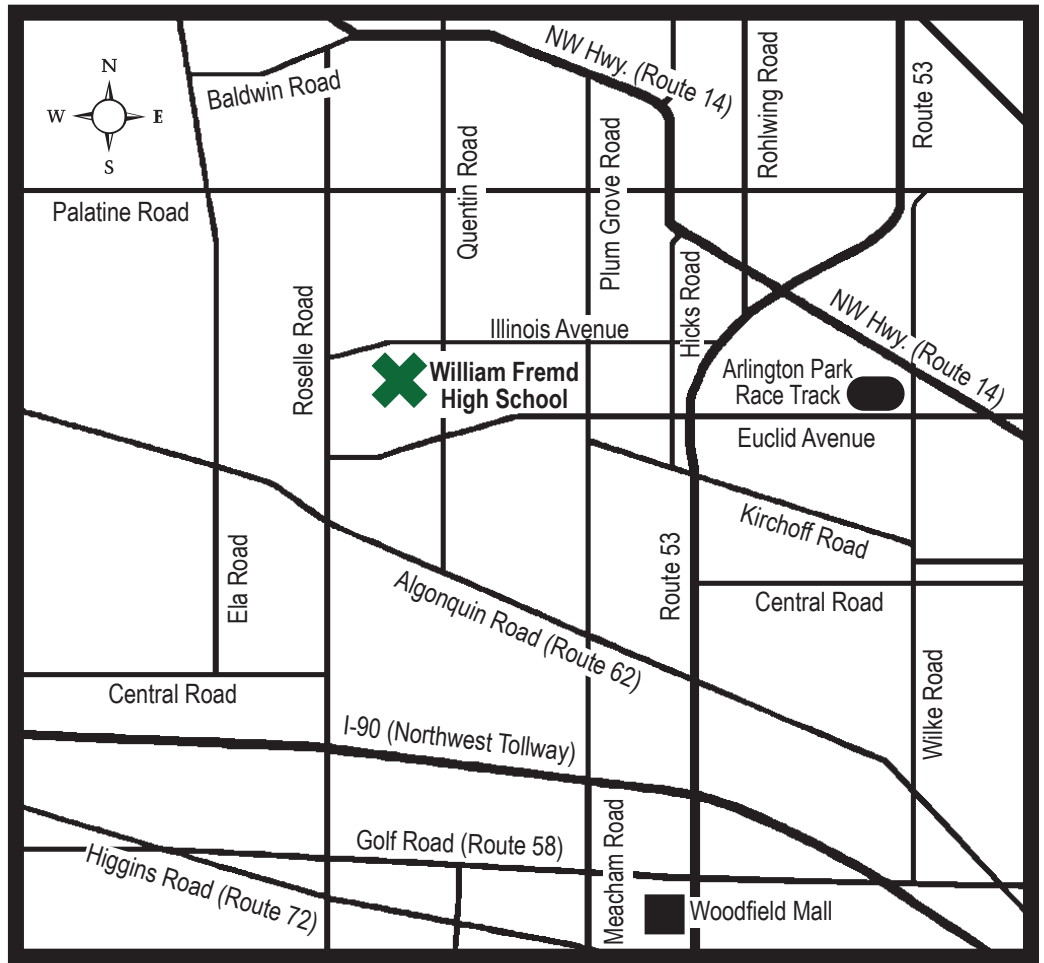 N
W
E
S
Baldwin Road
NW Hwy. (Route 14)
Rohlwing Road
Route 53
Quentin Road
Plum Grove Road
Palatine Road
Hicks Road
Roselle Road
Illinois Avenue
NW Hwy. (Route 14)
William Fremd
High School
Arlington Park
Race Track
Euclid Avenue
Kirchoff Road
Ela Road
Route 53
Algonquin Road (Route 62)
Central Road
Central Road
Wilke Road
I-90 (Northwest Tollway)
Golf Road (Route 58)
Meacham Road
Higgins Road (Route 72)
Woodfield Mall